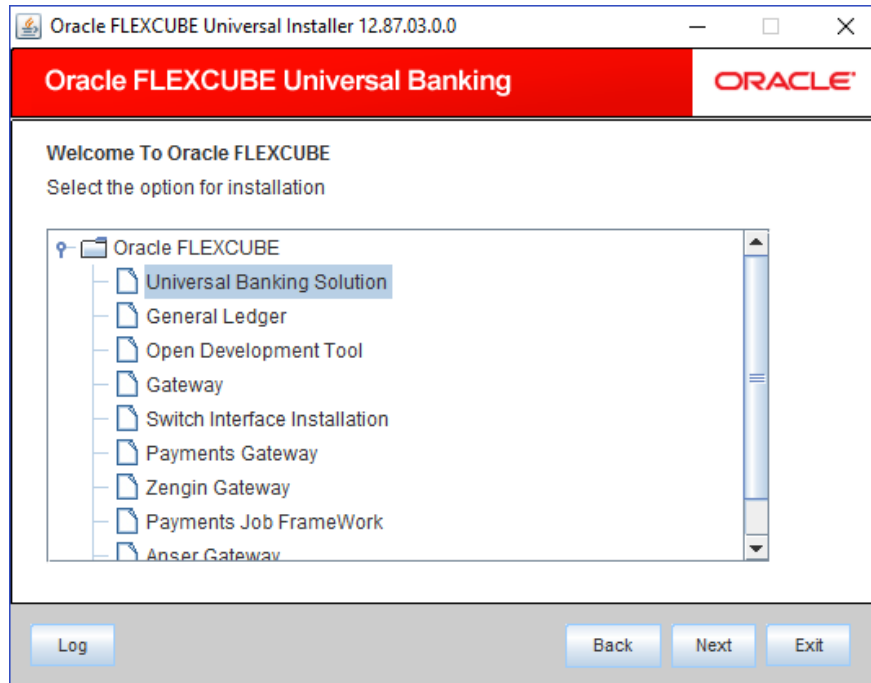 Oracle FLEXCUBE Universal Installer 12.87.03.0.0
Oracle FLEXCUBE Universal Banking
ORACLE
Welcome To Oracle FLEXCUBE
Select the option for installation
Oracle FLEXCUBE
Universal Banking Solution
General Ledger
Open Development Tool
Gateway
Switch Interface Installation
Payments Gateway
Zengin Gateway
Payments Job FrameWork
Anser Gateway
Log Back Next Exit